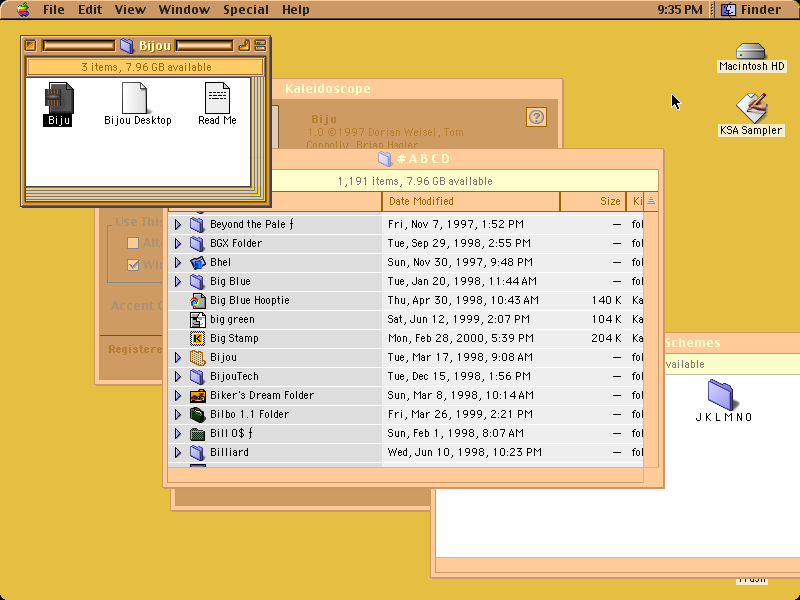 File Edit View Window Special Help 9:35 PM Finder
Bijou
3 items, 7.96 GB available
Biju Bijou Desktop Read Me
Macintosh HD
KSA Sampler
Kaleidoscope
Biju
1.0 ©1997 Dorian Weisel, Tom
Connolly, Brian Hagler
#ABCD
1,191 items, 7.96 GB available
Date Modified Size Ki
Beyond the Pale ƒ Fri, Nov 7, 1997, 1:52 PM — fol
BGX Folder Tue, Sep 29, 1998, 2:55 PM — fol
Bhel Sun, Nov 30, 1997, 9:48 PM — fol
Big Blue Tue, Jan 20, 1998, 11:44 AM — fol
Big Blue Hooptie Thu, Apr 30, 1998, 10:43 AM 140 K Ka
big green Sat, Jun 12, 1999, 2:07 PM 104 K Ka
Big Stamp Mon, Feb 28, 2000, 5:39 PM 204 K Ka
Bijou Tue, Mar 17, 1998, 9:08 AM — fol
BijouTech Tue, Dec 15, 1998, 1:56 PM — fol
Biker's Dream Folder Sun, Mar 8, 1998, 10:14 AM — fol
Bilbo 1.1 Folder Fri, Mar 26, 1999, 2:21 PM — fol
Bill 0$ ƒ Sun, Feb 1, 1998, 8:07 AM — fol
Billiard Wed, Jun 10, 1998, 10:23 PM — fol
Use This
Alt
Win
Accent C
Registere
Schemes
vailable
J K L M N O
Trash